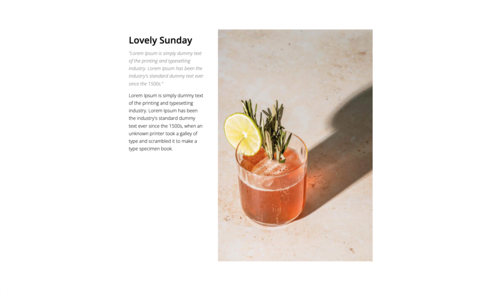 Lovely Sunday
"Lorem Ipsum is simply dummy text
of the printing and typesetting
industry. Lorem Ipsum has been the
industry's standard dummy text ever
since the 1500s."
Lorem Ipsum is simply dummy text
of the printing and typesetting
industry. Lorem Ipsum has been
the industry's standard dummy
text ever since the 1500s, when an
unknown printer took a galley of
type and scrambled it to make a
type specimen book.